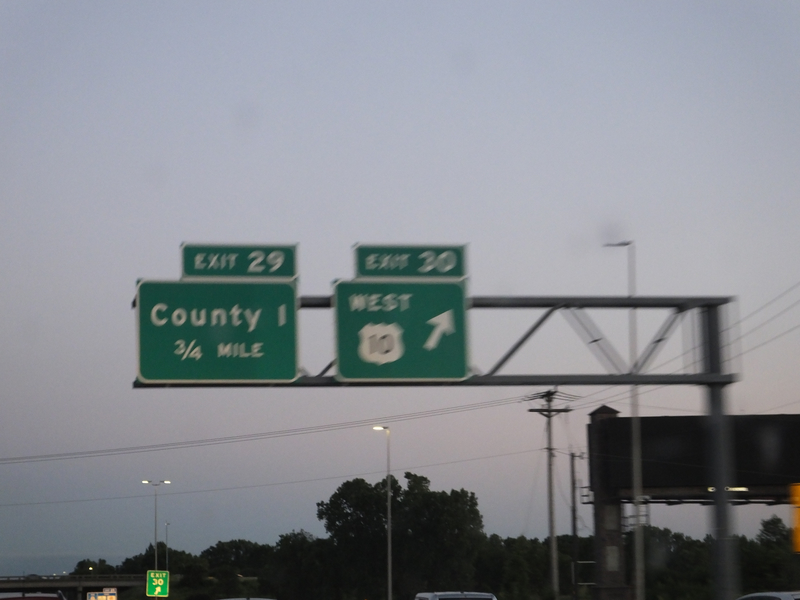 EXIT 29
County I
3/4 MILE
EXIT 30
WEST
10
EXIT
30